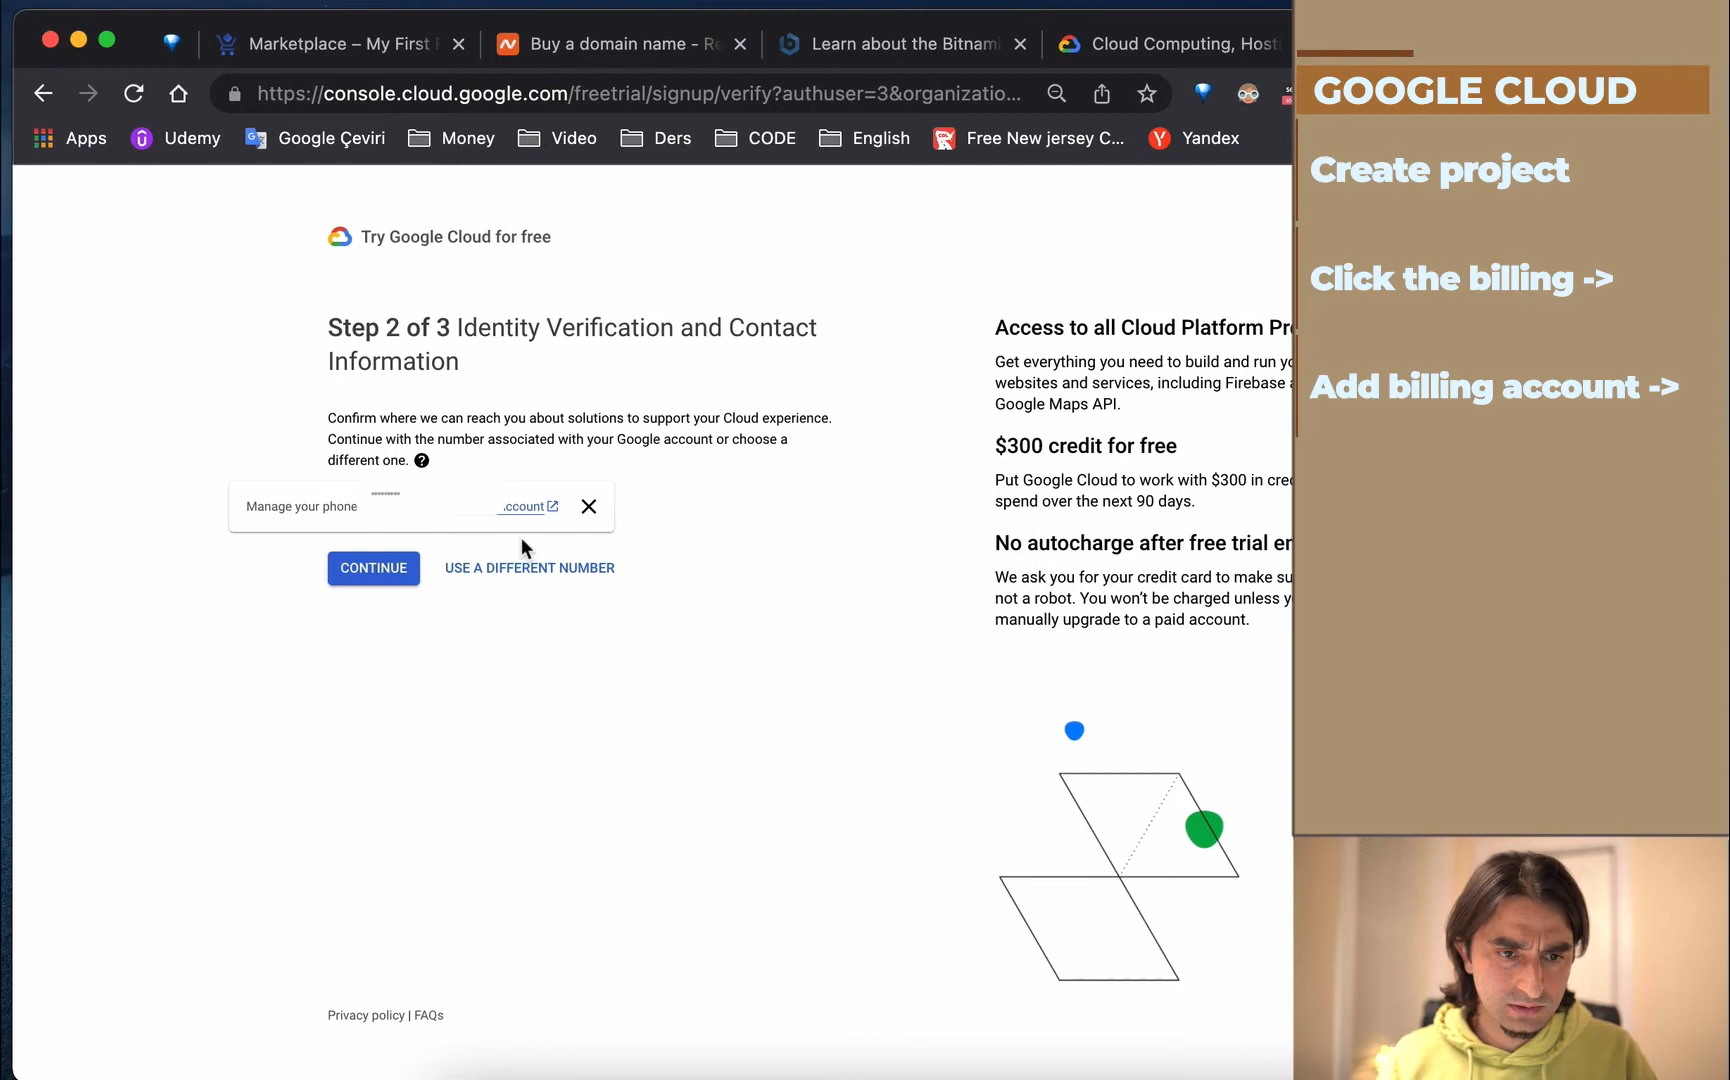 Marketplace – My First
Buy a domain name - Re
Learn about the Bitnami
Cloud Computing, Hosti
https://console.cloud.google.com/freetrial/signup/verify?authuser=3&organizatio...
Apps
Udemy
Google Çeviri
Money
Video
Ders
CODE
English
Free New jersey C...
Yandex
Try Google Cloud for free
Step 2 of 3 Identity Verification and Contact
Information
Confirm where we can reach you about solutions to support your Cloud experience.
Continue with the number associated with your Google account or choose a
different one.
Manage your phone
ccount
CONTINUE
USE A DIFFERENT NUMBER
Privacy policy | FAQs
Access to all Cloud Platform Pr
Get everything you need to build and run yo
websites and services, including Firebase a
Google Maps API.
$300 credit for free
Put Google Cloud to work with $300 in cre
spend over the next 90 days.
No autocharge after free trial en
We ask you for your credit card to make su
not a robot. You won't be charged unless y
manually upgrade to a paid account.
GOOGLE CLOUD
Create project
Click the billing ->
Add billing account ->